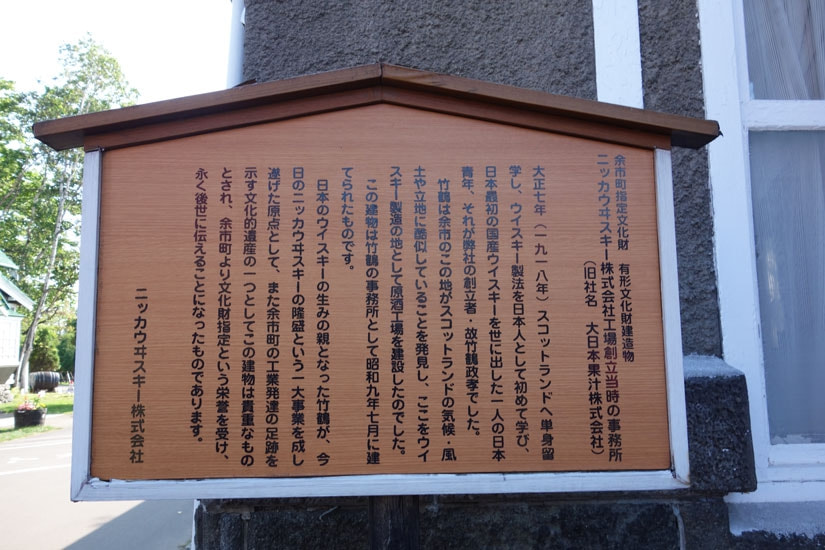 余市町指定文化財　有形文化財建造物
ニッカウヰスキー株式会社工場創立当時の事務所
（旧社名　大日本果汁株式会社）
大正七年（一九一八年）スコットランドへ単身留
学し、ウイスキー製法を日本人として初めて学び、
日本最初の国産ウイスキーを世に出した一人の日本
青年、それが弊社の創立者・故竹鶴政孝でした。
竹鶴は余市のこの地がスコットランドの気候・風
土や立地に酷似していることを発見し、ここをウイ
スキー製造の地として原酒工場を建設したのでした。
この建物は竹鶴の事務所として昭和九年七月に建
てられたものです。
日本のウイスキーの生みの親となった竹鶴が、今
日のニッカウヰスキーの隆盛という一大事業を成し
遂げた原点として、また余市町の工業発達の足跡を
示す文化的遺産の一つとしてこの建物は貴重なもの
とされ、余市町より文化財指定という栄誉を受け、
永く後世に伝えることになったものであります。
ニッカウヰスキー株式会社